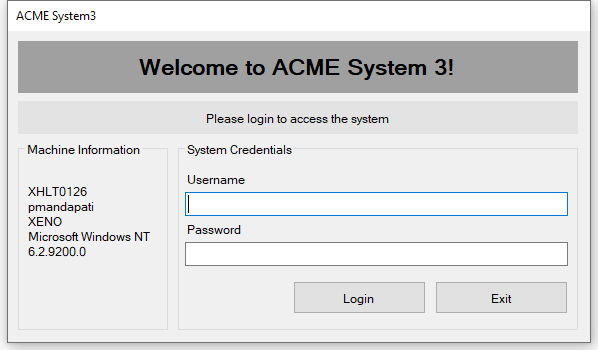 ACME System3
Welcome to ACME System 3!
Please login to access the system
Machine Information
XHLT0126
pmandapati
XENO
Microsoft Windows NT
6.2.9200.0
System Credentials
Username
Password
Login
Exit